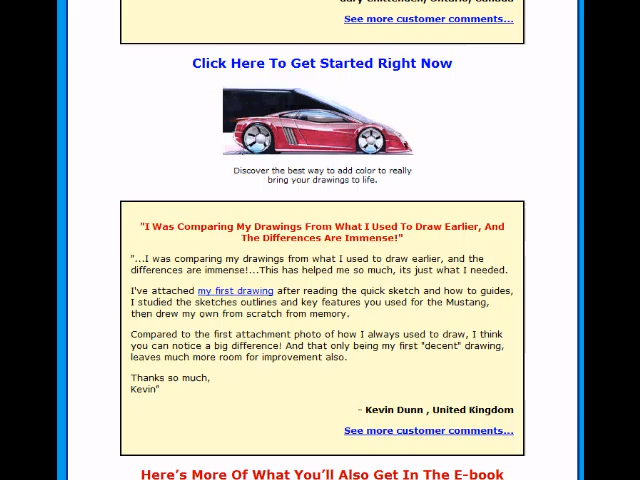 See more customer comments...
Click Here To Get Started Right Now
Discover the best way to add color to really
bring your drawings to life.
"I Was Comparing My Drawings From What I Used To Draw Earlier, And
The Differences Are Immense!"
"...I was comparing my drawings from what i used to draw earlier, and the
differences are immense!...This has helped me so much, its just what I needed.
I've attached my first drawing after reading the quick sketch and how to guides,
I studied the sketches outlines and key features you used for the Mustang,
then drew my own from scratch from memory.
Compared to the first attachment photo of how I always used to draw, I think
you can notice a big difference! And that only being my first "decent" drawing,
leaves much more room for improvement also.
Thanks so much,
Kevin"
- Kevin Dunn , United Kingdom
See more customer comments...
Here's More Of What You'll Also Get In The E-book